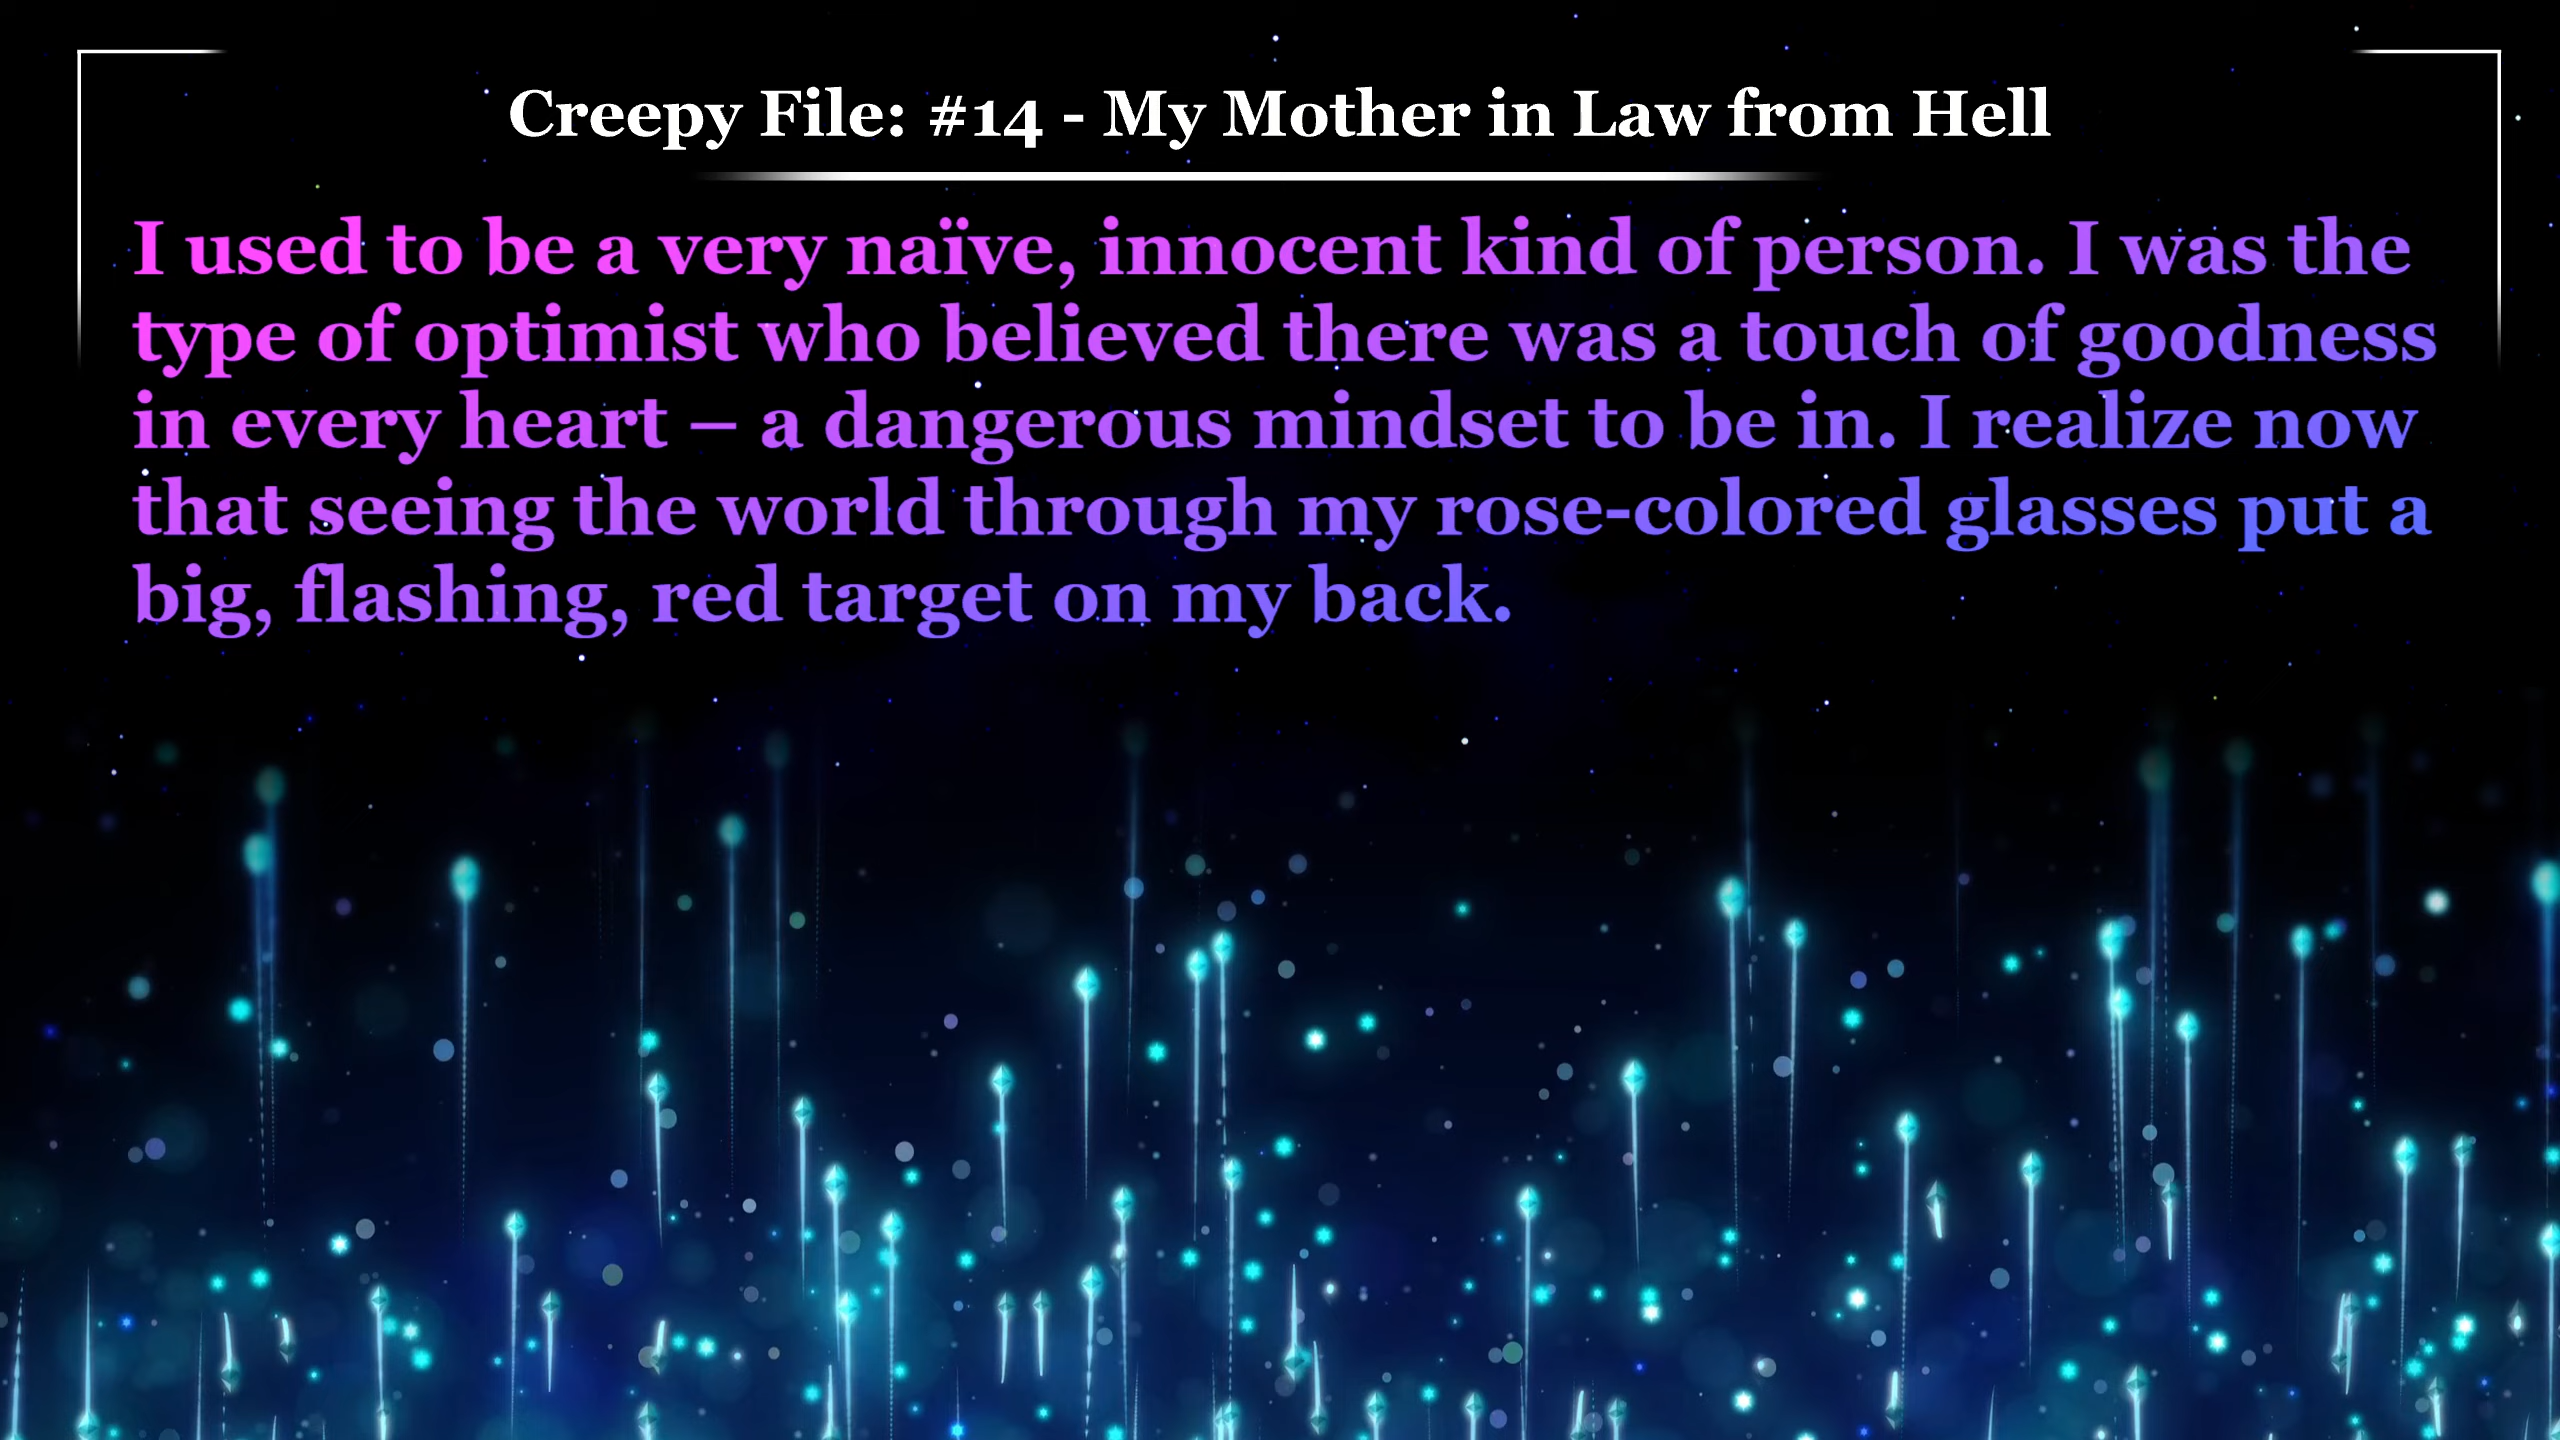 Creepy File: #14 - My Mother in Law from Hell
I used to be a very naïve, innocent kind of person. I was the
type of optimist who believed there was a touch of goodness
in every heart – a dangerous mindset to be in. I realize now
that seeing the world through my rose-colored glasses put a
big, flashing, red target on my back.